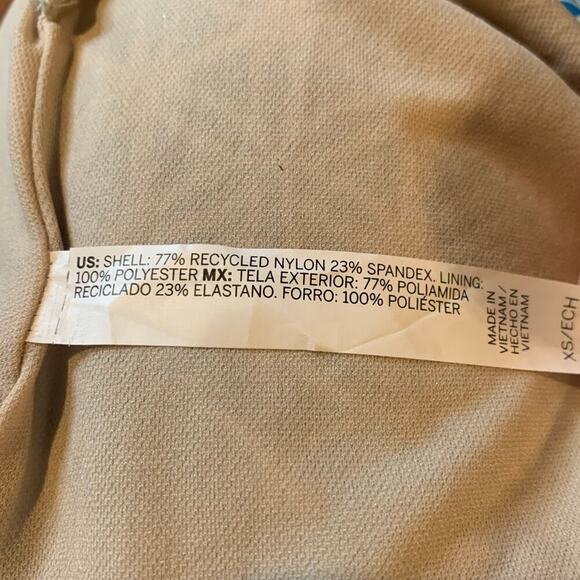 US: SHELL: 77% RECYCLED NYLON 23% SPANDEX. LINING:
100% POLYESTER MX: TELA EXTERIOR: 77% POLIAMIDA
RECICLADO 23% ELASTANO. FORRO: 100% POLIÉSTER
MADE IN
VIETNAM/
HECHO EN
VIETNAM
XS/ECH